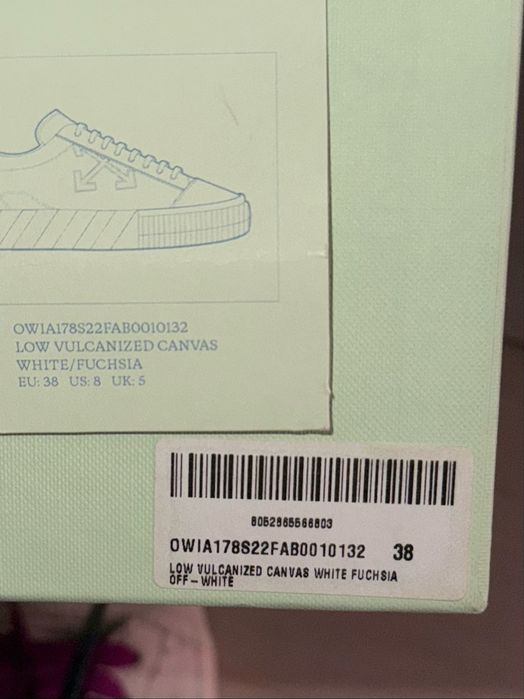 OWIA178S22FAB0010132
LOW VULCANIZED CANVAS
WHITE/FUCHSIA
EU: 38 US: 8 UK: 5
8052865566803
OWIA178S22FAB0010132 38
LOW VULCANIZED CANVAS WHITE FUCHSIA
OFF-WHITE